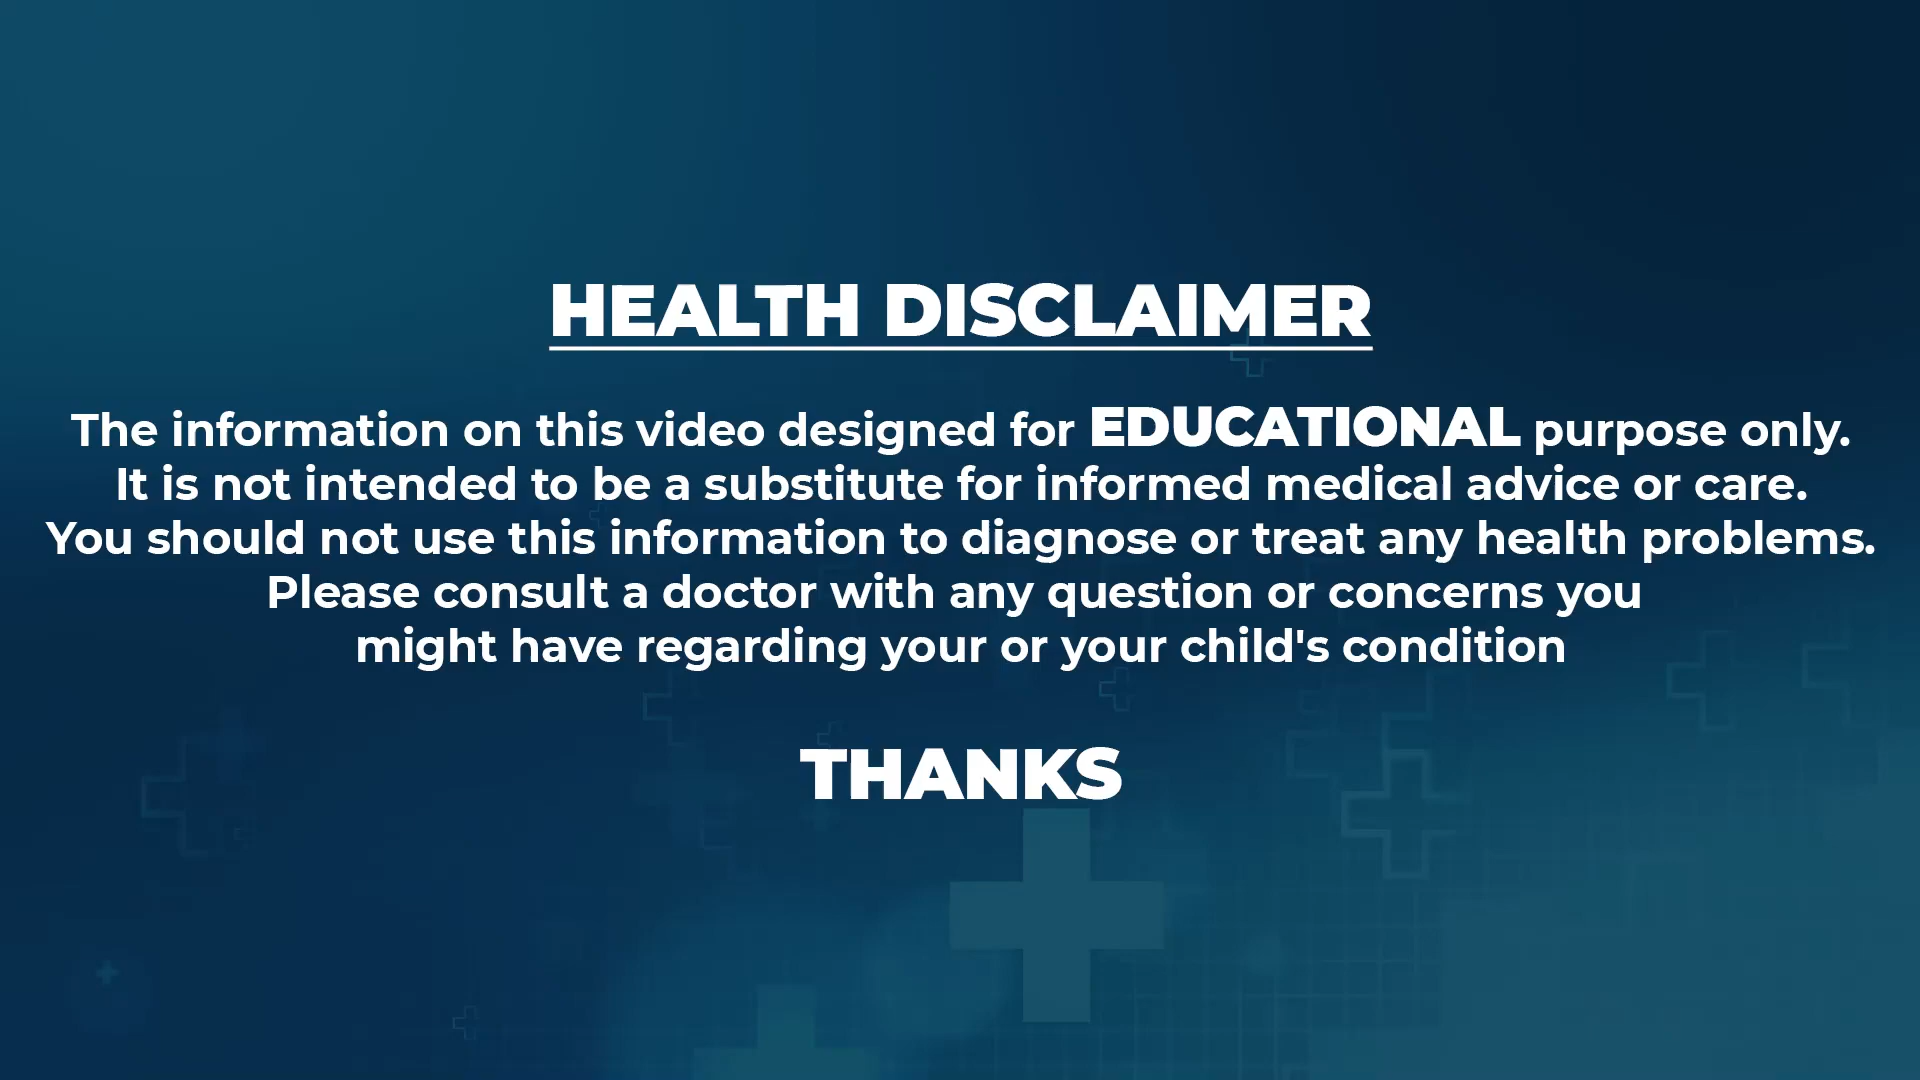 HEALTH DISCLAIMER
The information on this video designed for EDUCATIONAL purpose only.
It is not intended to be a substitute for informed medical advice or care.
You should not use this information to diagnose or treat any health problems.
Please consult a doctor with any question or concerns you
might have regarding your or your child's condition
THANKS